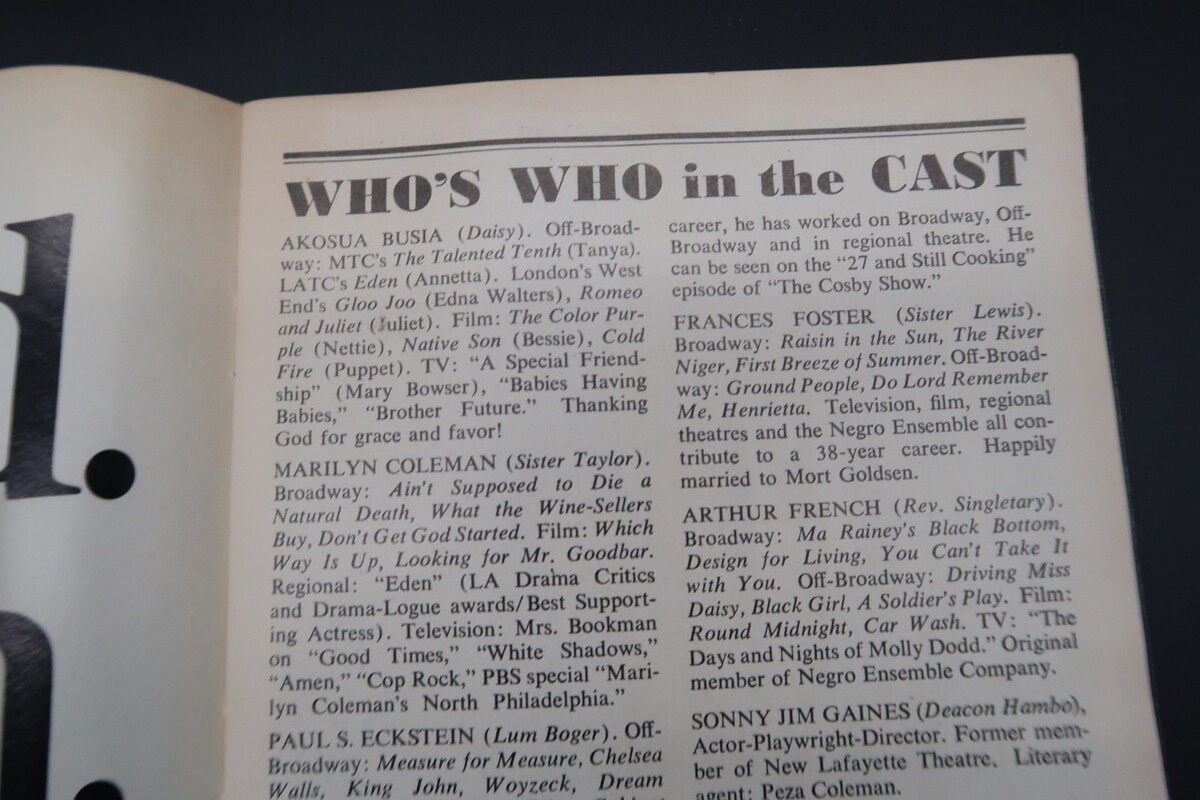 d.
n.
WHO'S WHO in the CAST
AKOSUA BUSIA (Daisy). Off-Broad-
way: MTC's The Talented Tenth (Tanya).
LATC's Eden (Annetta). London's West
End's Gloo Joo (Edna Walters), Romeo
and Juliet (Juliet). Film: The Color Pur-
ple (Nettie), Native Son (Bessie), Cold
Fire (Puppet). TV: "A Special Friend-
ship" (Mary Bowser), "Babies Having
Babies," "Brother Future." Thanking
God for grace and favor!
MARILYN COLEMAN (Sister Taylor).
Broadway: Ain't Supposed to Die a
Natural Death, What the Wine-Sellers
Buy, Don't Get God Started. Film: Which
Way Is Up, Looking for Mr. Goodbar.
Regional: "Eden" (LA Drama Critics
and Drama-Logue awards/Best Support-
ing Actress). Television: Mrs. Bookman
on "Good Times," "White Shadows,"
"Amen," "Cop Rock," PBS special "Mari-
lyn Coleman's North Philadelphia."
PAUL S. ECKSTEIN (Lum Boger). Off-
Broadway: Measure for Measure, Chelsea
Walls, King John, Woyzeck, Dream
career, he has worked on Broadway, Off-
Broadway and in regional theatre. He
can be seen on the "27 and Still Cooking"
episode of "The Cosby Show."
FRANCES FOSTER (Sister Lewis).
Broadway: Raisin in the Sun, The River
Niger, First Breeze of Summer. Off-Broad-
way: Ground People, Do Lord Remember
Me, Henrietta. Television, film, regional
theatres and the Negro Ensemble all con-
tribute to a 38-year career. Happily
married to Mort Goldsen.
ARTHUR FRENCH (Rev. Singletary).
Broadway: Ma Rainey's Black Bottom,
Design for Living, You Can't Take It
with You. Off-Broadway: Driving Miss
Daisy, Black Girl, A Soldier's Play. Film:
Round Midnight, Car Wash. TV: "The
Days and Nights of Molly Dodd." Original
member of Negro Ensemble Company.
SONNY JIM GAINES (Deacon Hambo),
Actor-Playwright-Director. Former mem-
ber of New Lafayette Theatre. Literary
agent: Peza Coleman.